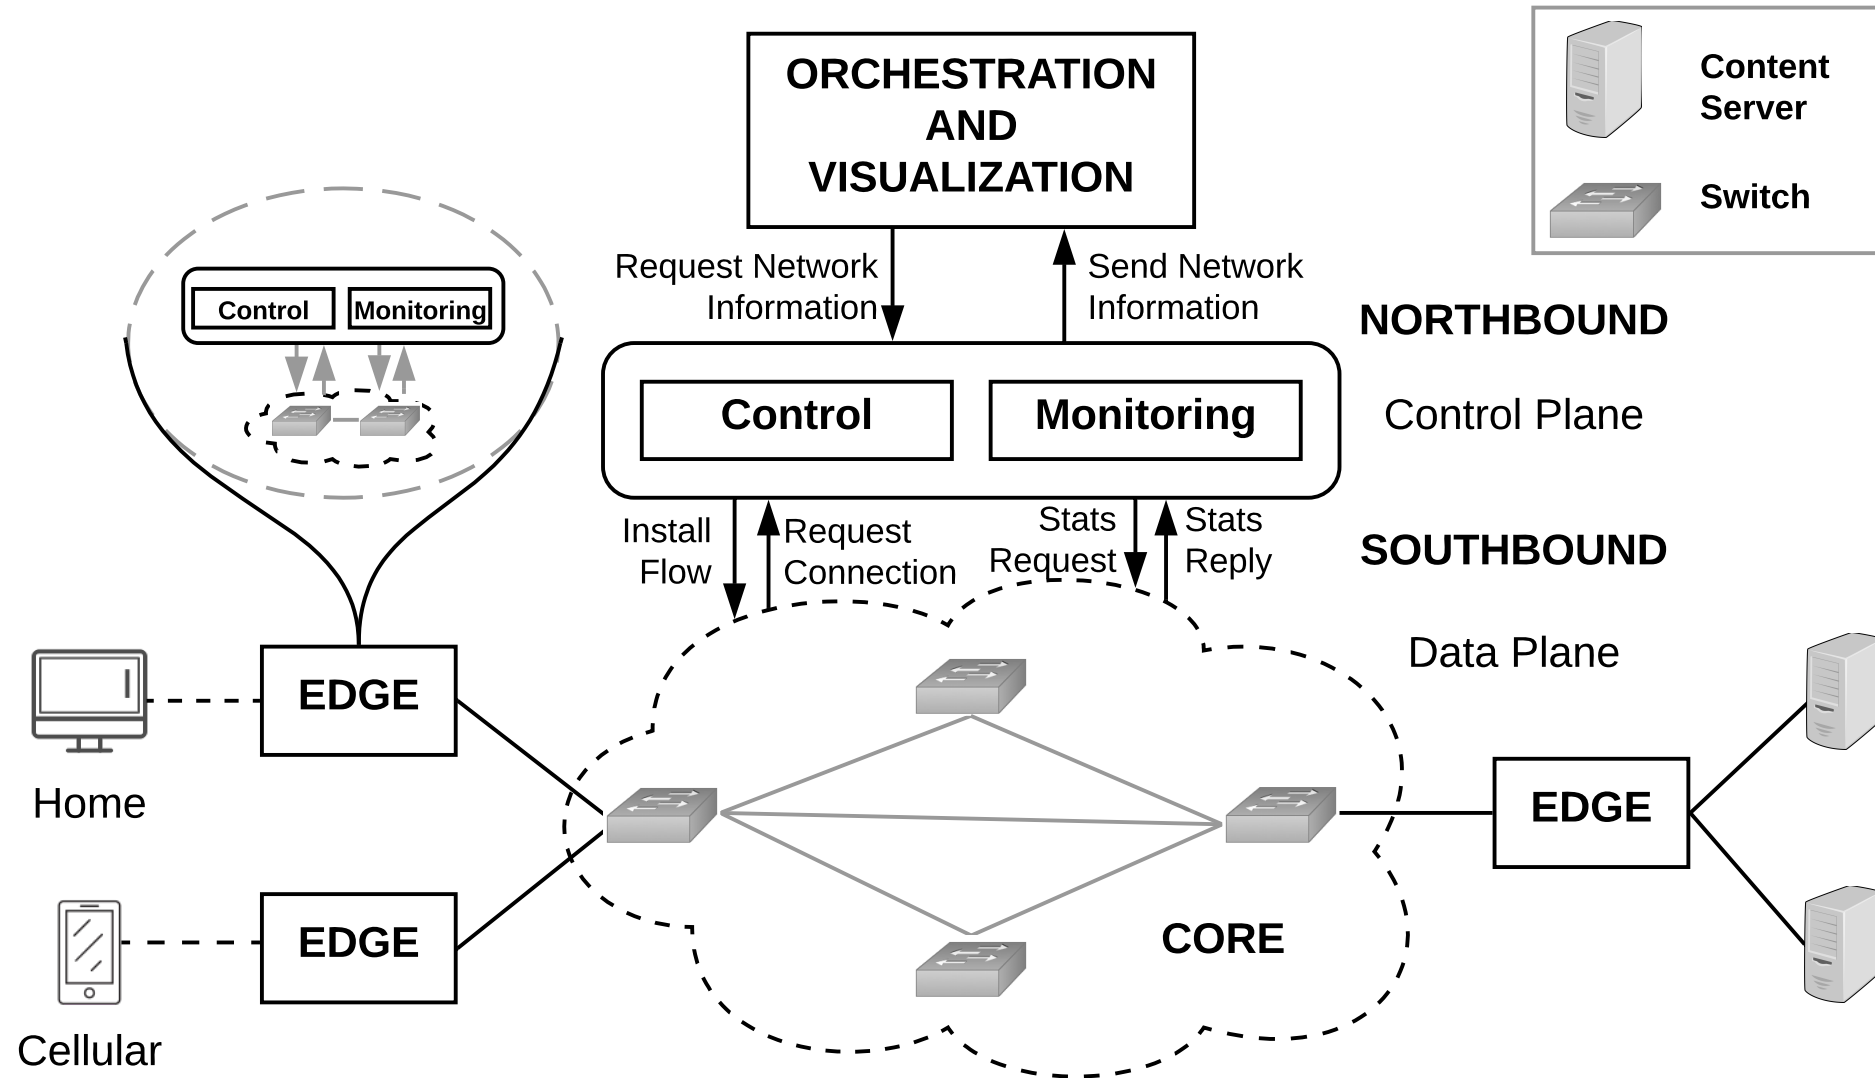 ORCHESTRATION
AND
VISUALIZATION
Content
Server
Switch
Request Network
Information
Send Network
Information
NORTHBOUND
Control
Monitoring
Control
Monitoring
Control Plane
Install
Flow
Request
Connection
Stats
Request
Stats
Reply
SOUTHBOUND
Data Plane
EDGE
Home
EDGE
EDGE
CORE
Cellular